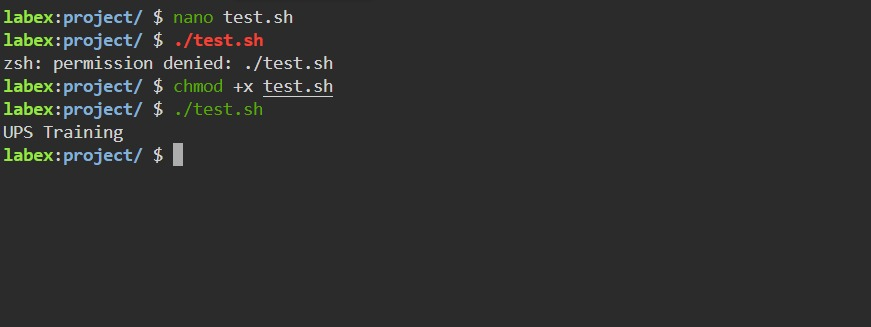 labex:project/ $ nano test.sh
labex:project/ $ ./test.sh
zsh: permission denied: ./test.sh
labex:project/ $ chmod +x test.sh
labex:project/ $ ./test.sh
UPS Training
labex:project/ $